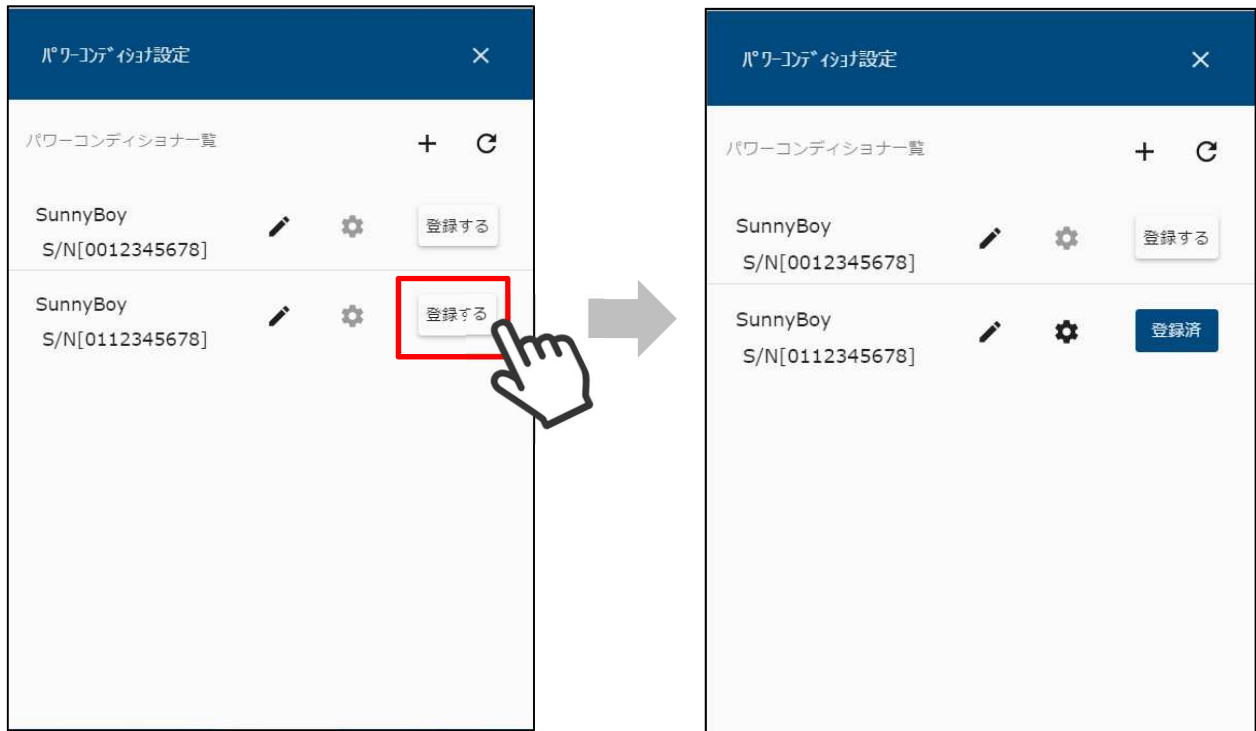 ﾊﾟﾜｰｺﾝﾃﾞｨｼｮﾅ設定
パワーコンディショナ一覧
SunnyBoy
S/N[0012345678]
登録する
SunnyBoy
S/N[0112345678]
登録する
ﾊﾟﾜｰｺﾝﾃﾞｨｼｮﾅ設定
パワーコンディショナ一覧
SunnyBoy
S/N[0012345678]
登録する
SunnyBoy
S/N[0112345678]
登録済